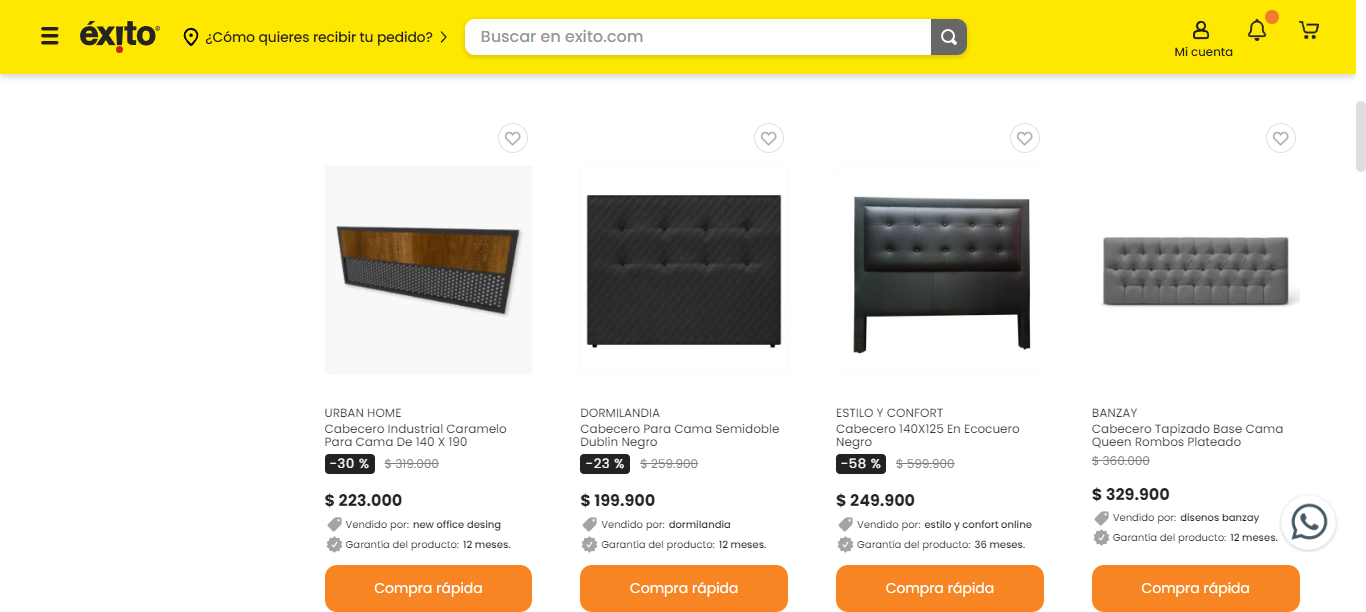 éxito
¿Cómo quieres recibir tu pedido?
Buscar en exito.com
Mi cuenta
URBAN HOME
Cabecero Industrial Caramelo
Para Cama De 140 X 190
-30 % $ 319.000
$ 223.000
Vendido por: new office desing
Garantía del producto: 12 meses.
Compra rápida
DORMILANDIA
Cabecero Para Cama Semidoble
Dublin Negro
-23 % $ 259.900
$ 199.900
Vendido por: dormilandia
Garantía del producto: 12 meses.
Compra rápida
ESTILO Y CONFORT
Cabecero 140X125 En Ecocuero
Negro
-58 % $ 599.900
$ 249.900
Vendido por: estilo y confort online
Garantía del producto: 36 meses.
Compra rápida
BANZAY
Cabecero Tapizado Base Cama
Queen Rombos Plateado
$ 360.000
$ 329.900
Vendido por: disenos banzay
Garantía del producto: 12 meses.
Compra rápida